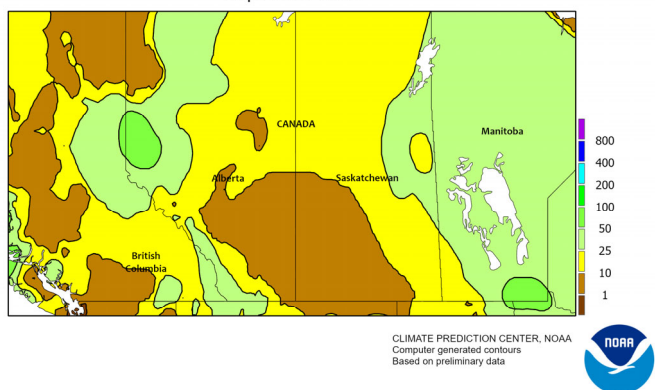 CANADA
Manitoba
Alberta
Saskatchewan
British
Columbia
800
400
200
100
50
25
10
1
CLIMATE PREDICTION CENTER, NOAA
Computer generated contours
Based on preliminary data
NOAA